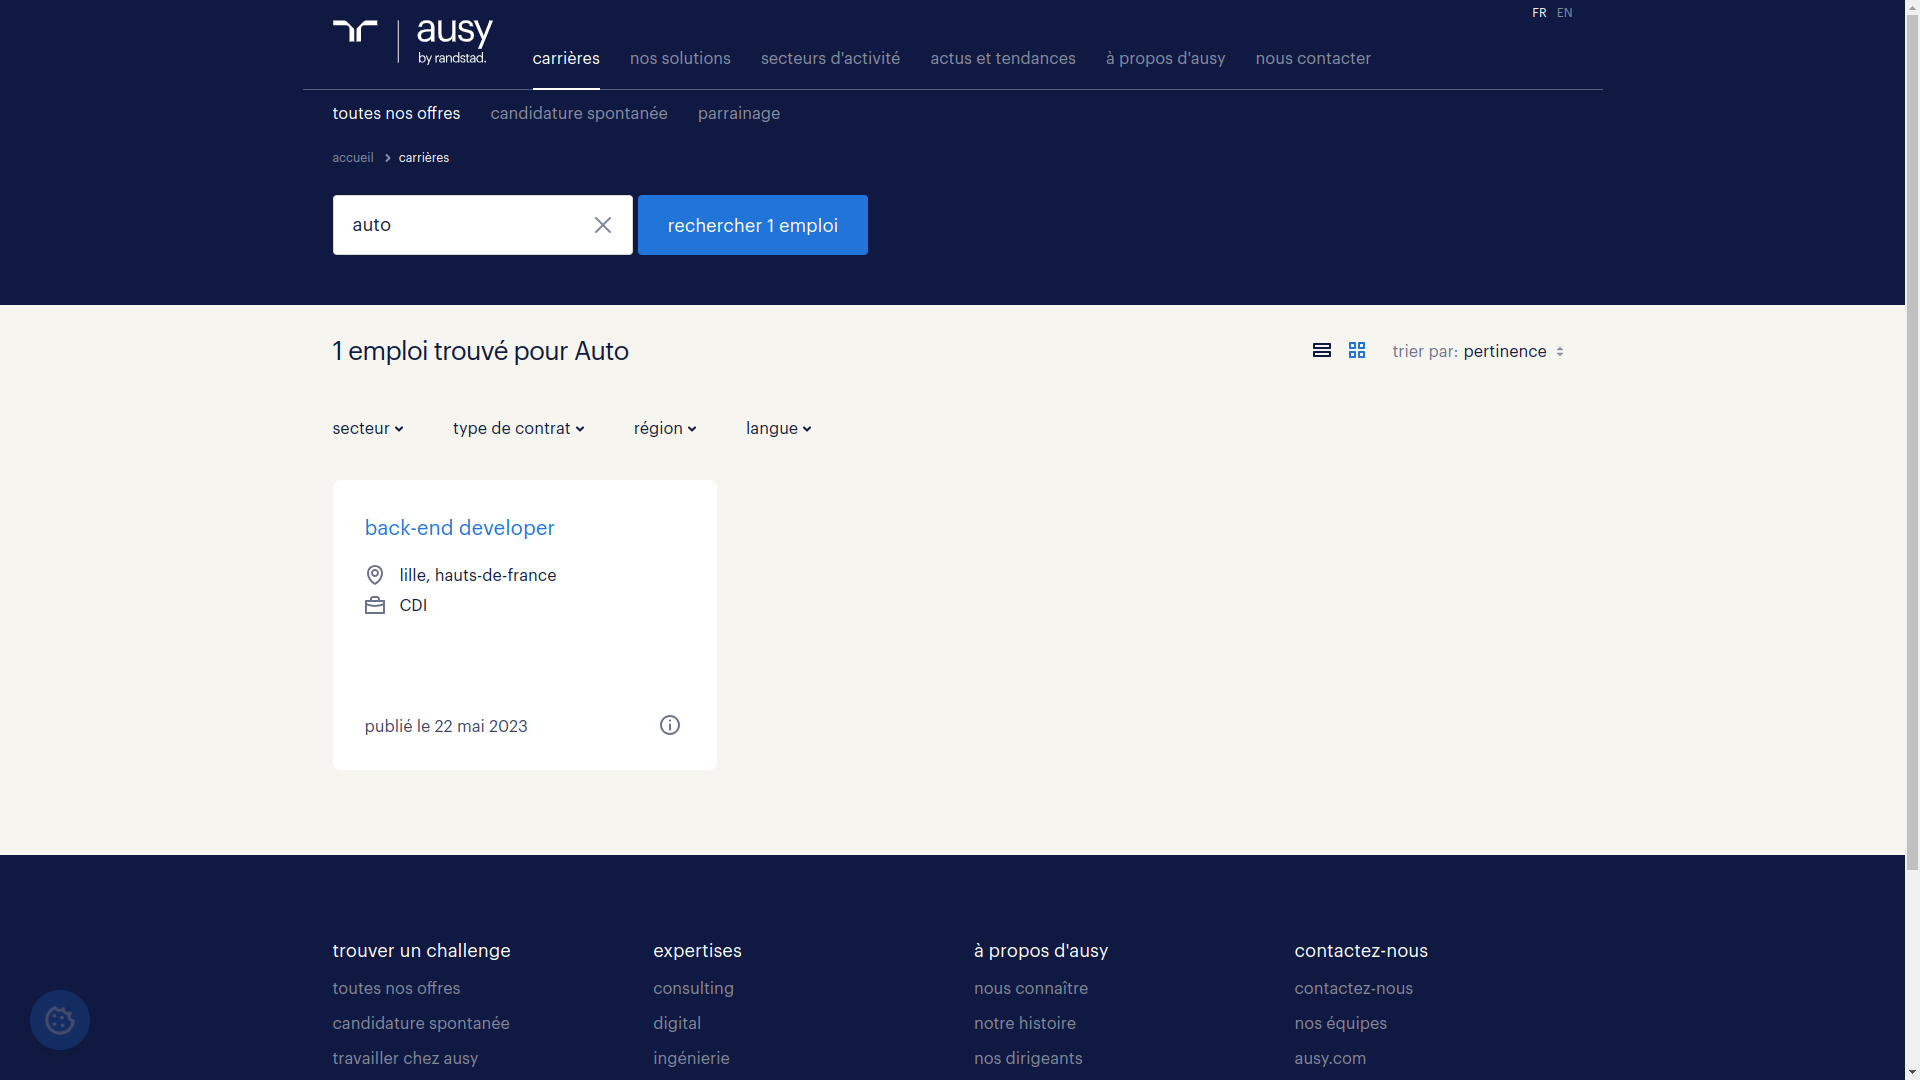 FR EN
ausy
by randstad.
carrières nos solutions secteurs d'activité actus et tendances à propos d'ausy nous contacter
toutes nos offres candidature spontanée parrainage
accueil carrières
auto rechercher 1 emploi
1 emploi trouvé pour Auto trier par: pertinence
secteur type de contrat région langue
back-end developer
lille, hauts-de-france
CDI
publié le 22 mai 2023
trouver un challenge expertises à propos d'ausy contactez-nous
toutes nos offres consulting nous connaître contactez-nous
candidature spontanée digital notre histoire nos équipes
travailler chez ausy ingénierie nos dirigeants ausy.com